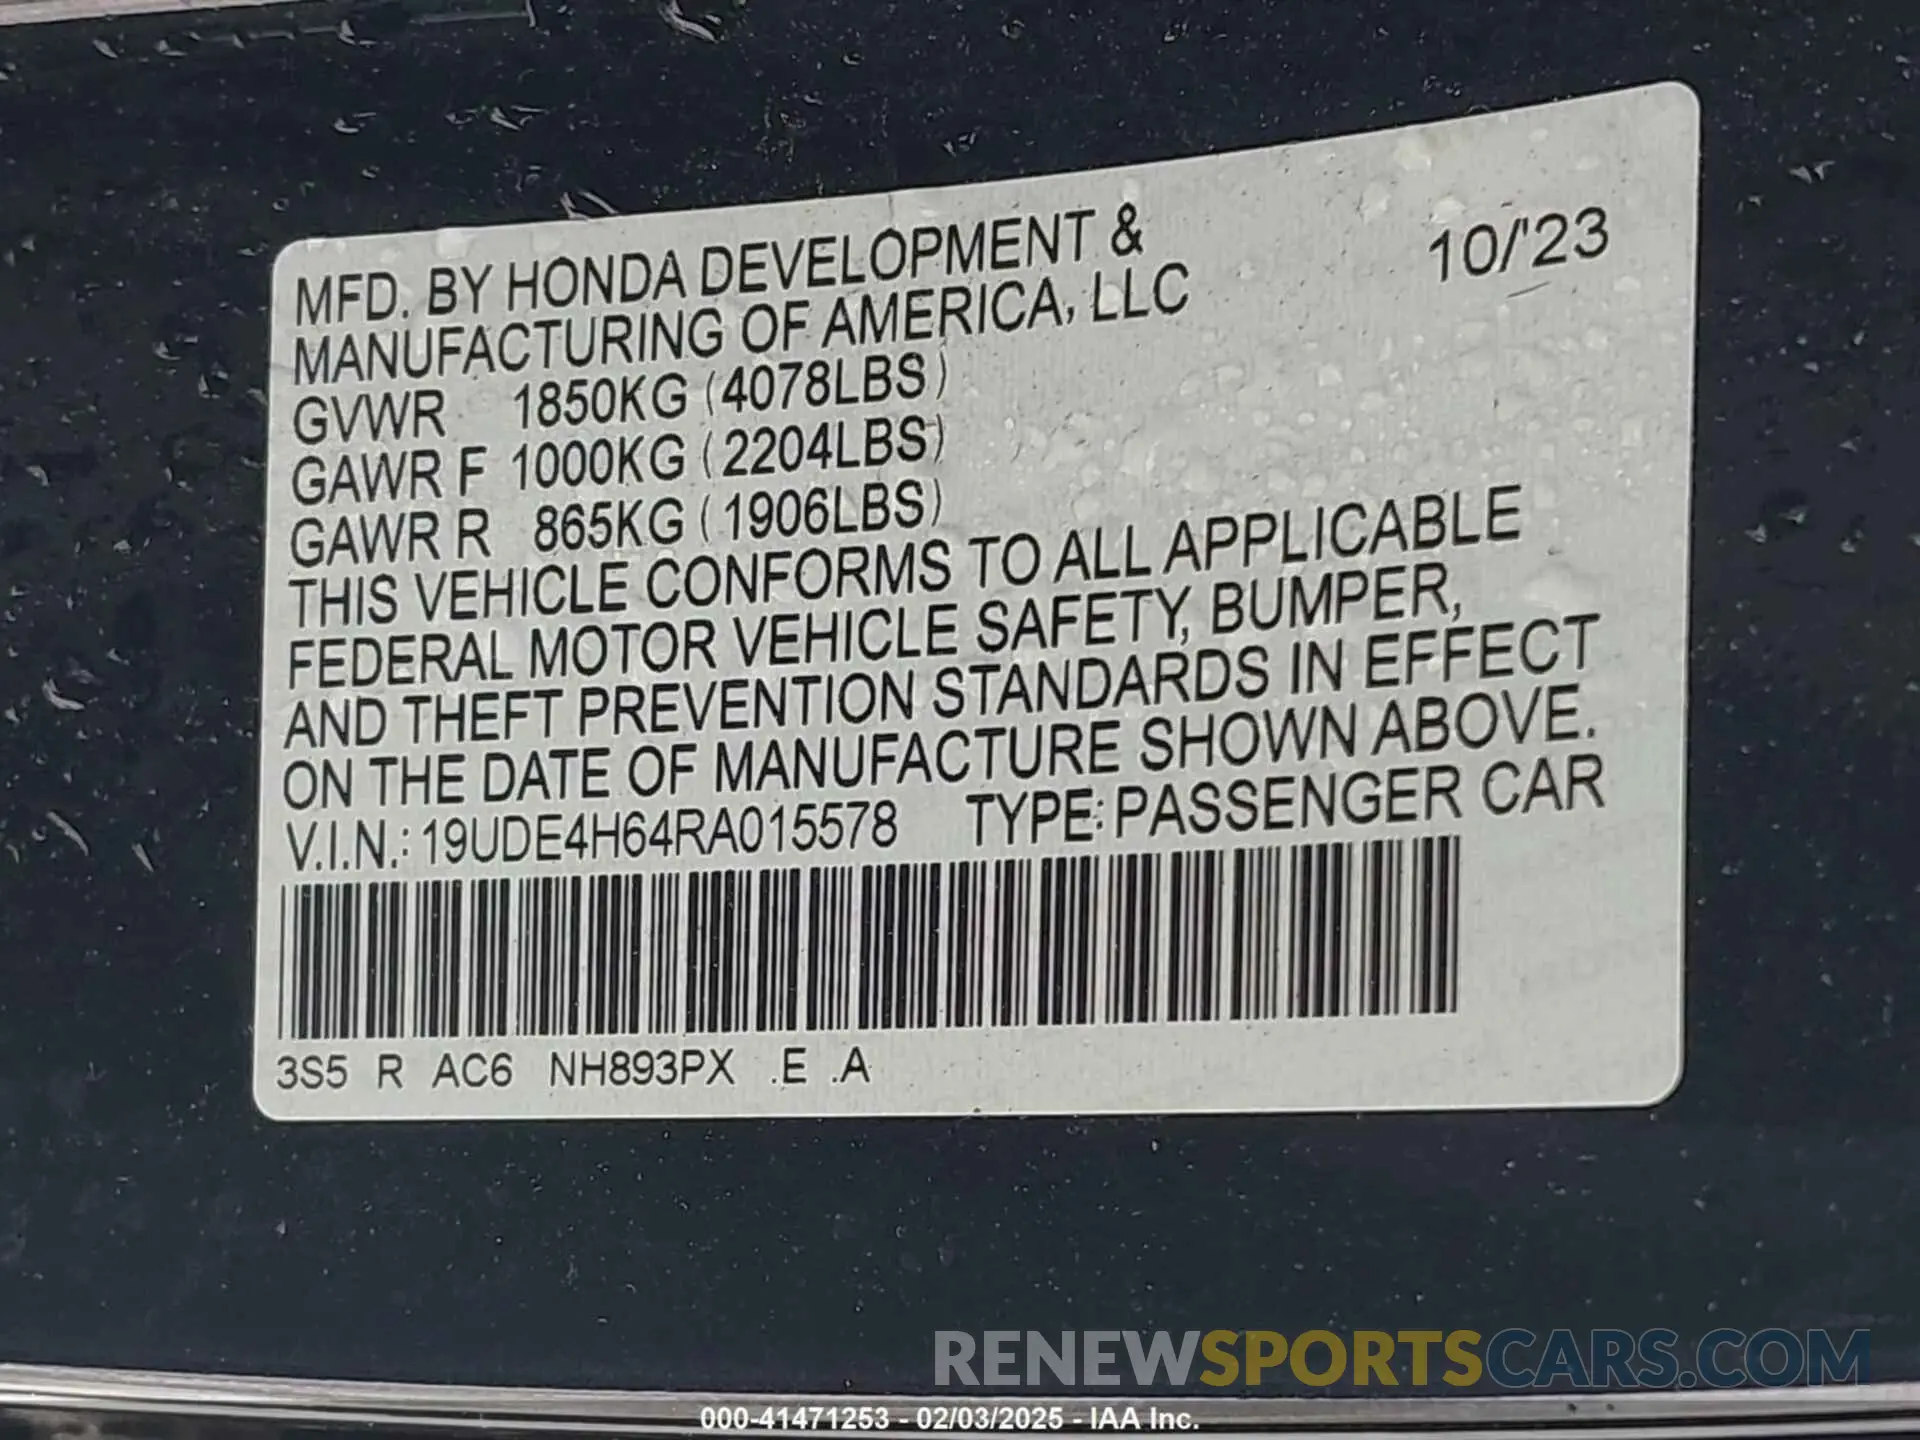 MFD. BY HONDA DEVELOPMENT & 10/'23
MANUFACTURING OF AMERICA, LLC
GVWR 1850KG (4078LBS)
GAWR F 1000KG (2204LBS)
GAWR R 865KG (1906LBS)
THIS VEHICLE CONFORMS TO ALL APPLICABLE
FEDERAL MOTOR VEHICLE SAFETY, BUMPER,
AND THEFT PREVENTION STANDARDS IN EFFECT
ON THE DATE OF MANUFACTURE SHOWN ABOVE.
V.I.N.: 19UDE4H64RA015578 TYPE: PASSENGER CAR
3S5 R AC6 NH893PX .E .A
RENEWSPORTSCARS.COM
000-41471253 - 02/03/2025 - IAA Inc.